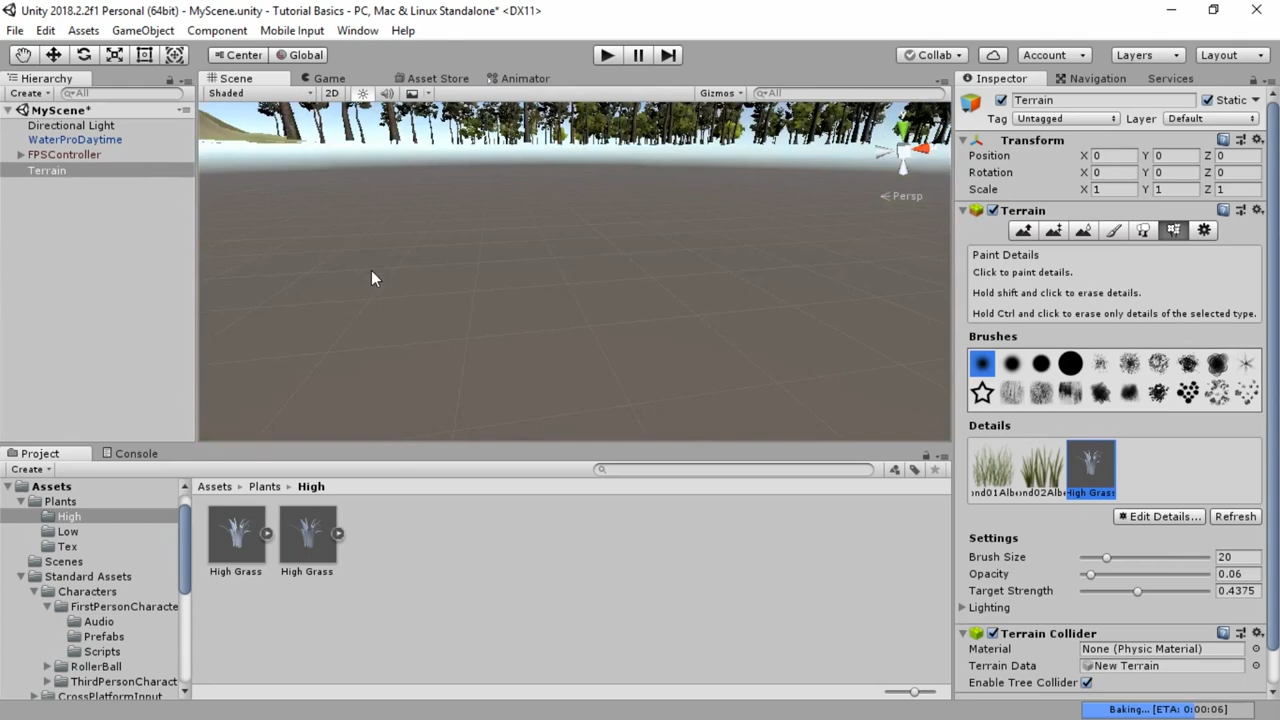 Unity 2018.2.2f1 Personal (64bit) - MyScene.unity - Tutorial Basics - PC, Mac & Linux Standalone* <DX11>
File Edit Assets GameObject Component Mobile Input Window Help
Center Global Collab Account Layers Layout
Hierarchy
Create All
MyScene*
Directional Light
WaterProDaytime
FPSController
Terrain
Scene Game Asset Store Animator
Shaded 2D Gizmos All
Persp
Inspector Navigation Services
Terrain Static
Tag Untagged Layer Default
Transform
Position X 0 Y 0 Z 0
Rotation X 0 Y 0 Z 0
Scale X 1 Y 1 Z 1
Terrain
Paint Details
Click to paint details.
Hold shift and click to erase details.
Hold Ctrl and click to erase only details of the selected type.
Brushes
Details
ond01Albe ond02Albe High Grass
Edit Details... Refresh
Settings
Brush Size 20
Opacity 0.06
Target Strength 0.4375
Lighting
Terrain Collider
Material None (Physic Material)
Terrain Data New Terrain
Enable Tree Collider
Project Console
Create
Assets
Plants
High
Low
Tex
Scenes
Standard Assets
Characters
FirstPersonCharacte
Audio
Prefabs
Scripts
RollerBall
ThirdPersonCharact
CrossPlatformInput
Assets Plants High
High Grass High Grass
Baking... [ETA: 0:00:06]